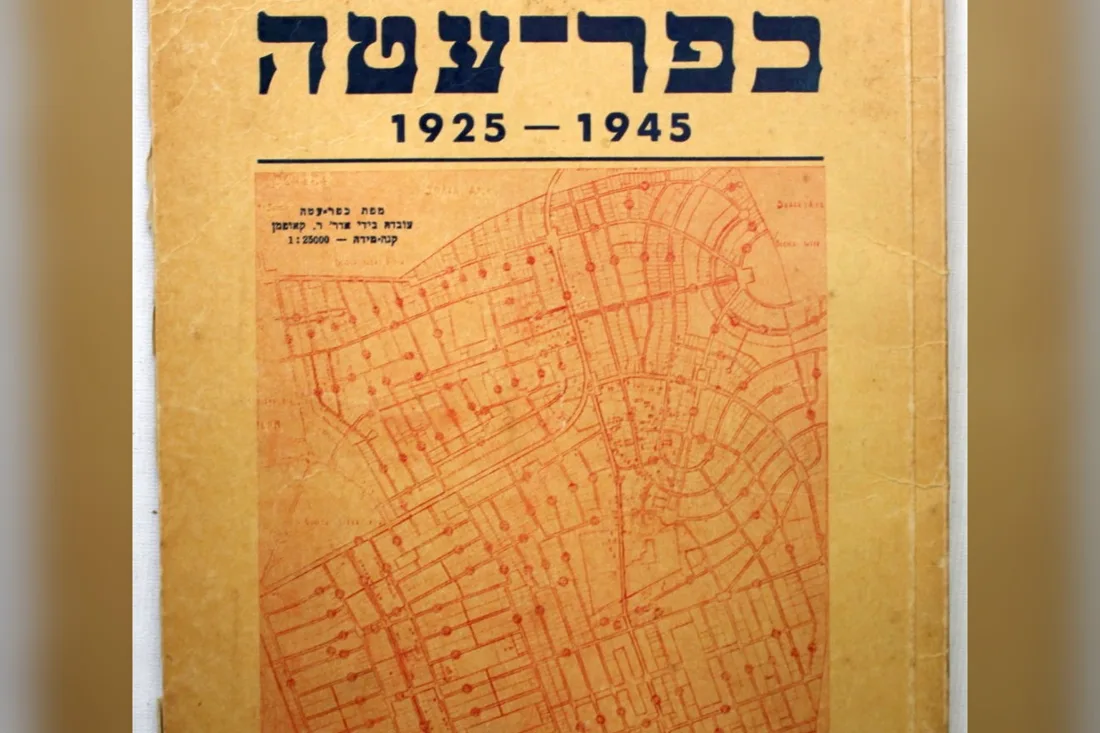 כפר־עטה
1925 — 1945
מפת כפר־עטה
עובדה בידי אדר' ר. קאופמן
קנה־מידה — 1:25000